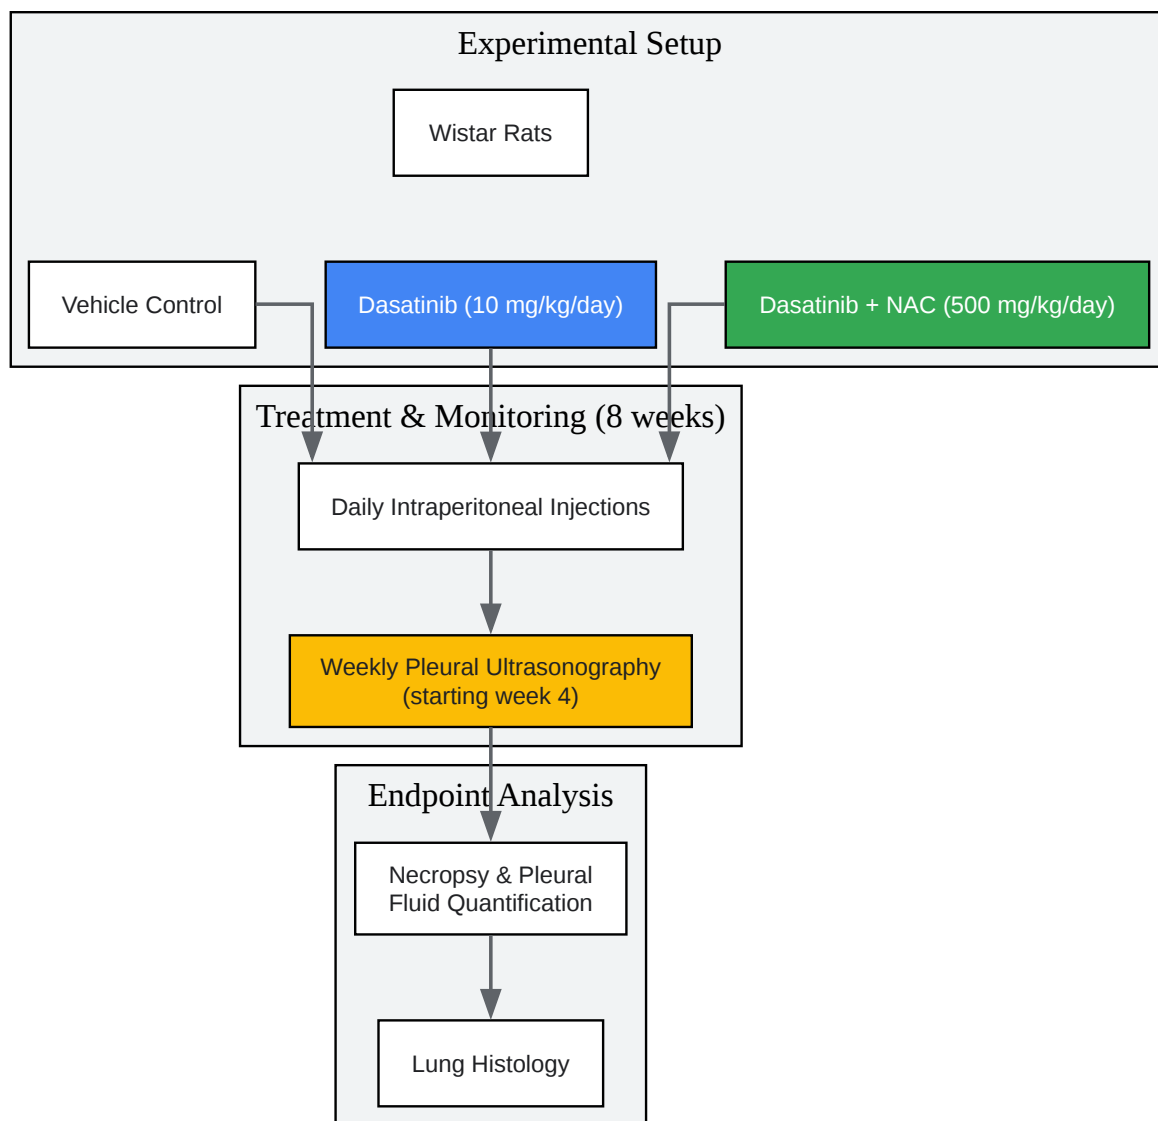 Experimental Setup
Wistar Rats
Vehicle Control
Dasatinib (10 mg/kg/day)
Dasatinib + NAC (500 mg/kg/day)
Treatment & Monitoring (8 weeks)
Daily Intraperitoneal Injections
Weekly Pleural Ultrasonography
(starting week 4)
Endpoint Analysis
Necropsy & Pleural
Fluid Quantification
Lung Histology